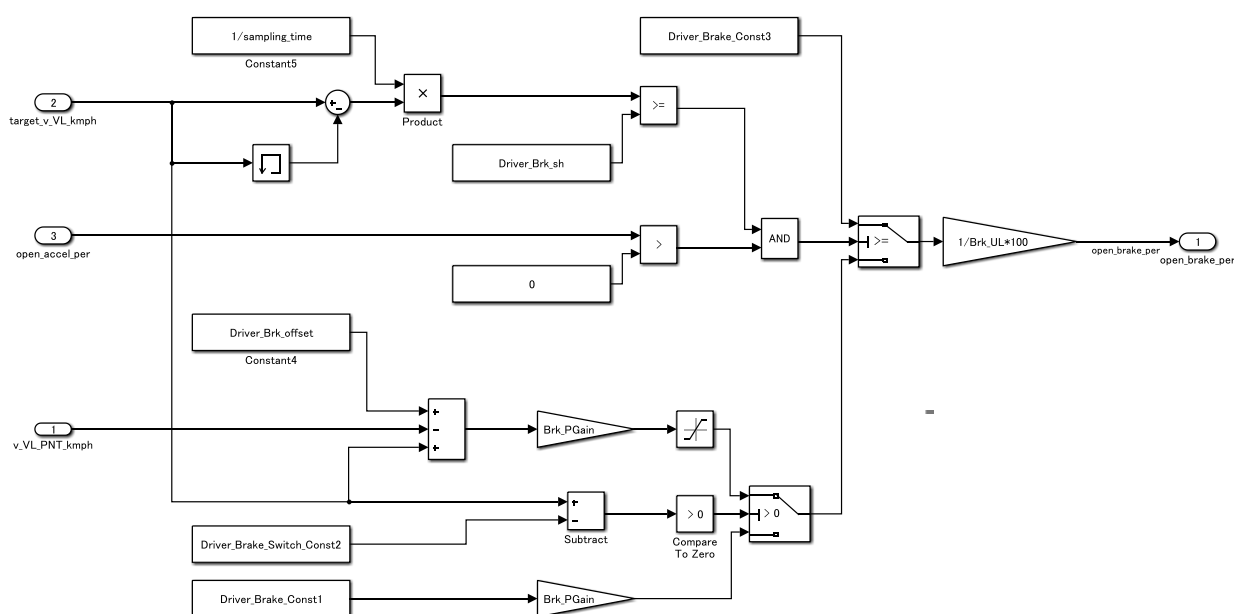 1/sampling_time
Constant5
Driver_Brake_Const3
2
target_v_VL_kmph
×
Product
>=
Driver_Brk_sh
3
open_accel_per
>
AND
>=
1/Brk_UL*100
open_brake_per
1
open_brake_per
0
Driver_Brk_offset
Constant4
1
v_VL_PNT_kmph
Brk_PGain
Subtract
> 0
Compare
To Zero
> 0
Driver_Brake_Switch_Const2
Driver_Brake_Const1
Brk_PGain